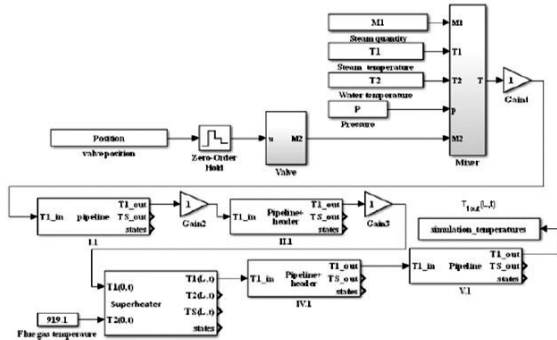 M1
Steam quantity
T1
Steam temperature
T2
Water temperature
P
Pressure
M1
T1
T2
p
M2
T
Mixer
1
Gain1
Position
valve position
Zero-Order
Hold
u
M2
Valve
T1_in
pipeline
T1_out
TS_out
states
I.1
1
Gain2
T1_in
Pipeline+
header
T1_out
TS_out
states
II.1
1
Gain3
T1out(L,t)
simulation_temperatures
919.1
Flue gas temperaure
T1(0,t)
T2(0,t)
Superheater
T1(L,t)
T2(L,t)
TS(L,t)
states
T1_in
Pipeline+
header
T1_out
TS_out
states
IV.1
T1_in
Pipeline
T1_out
TS_out
states
V.1